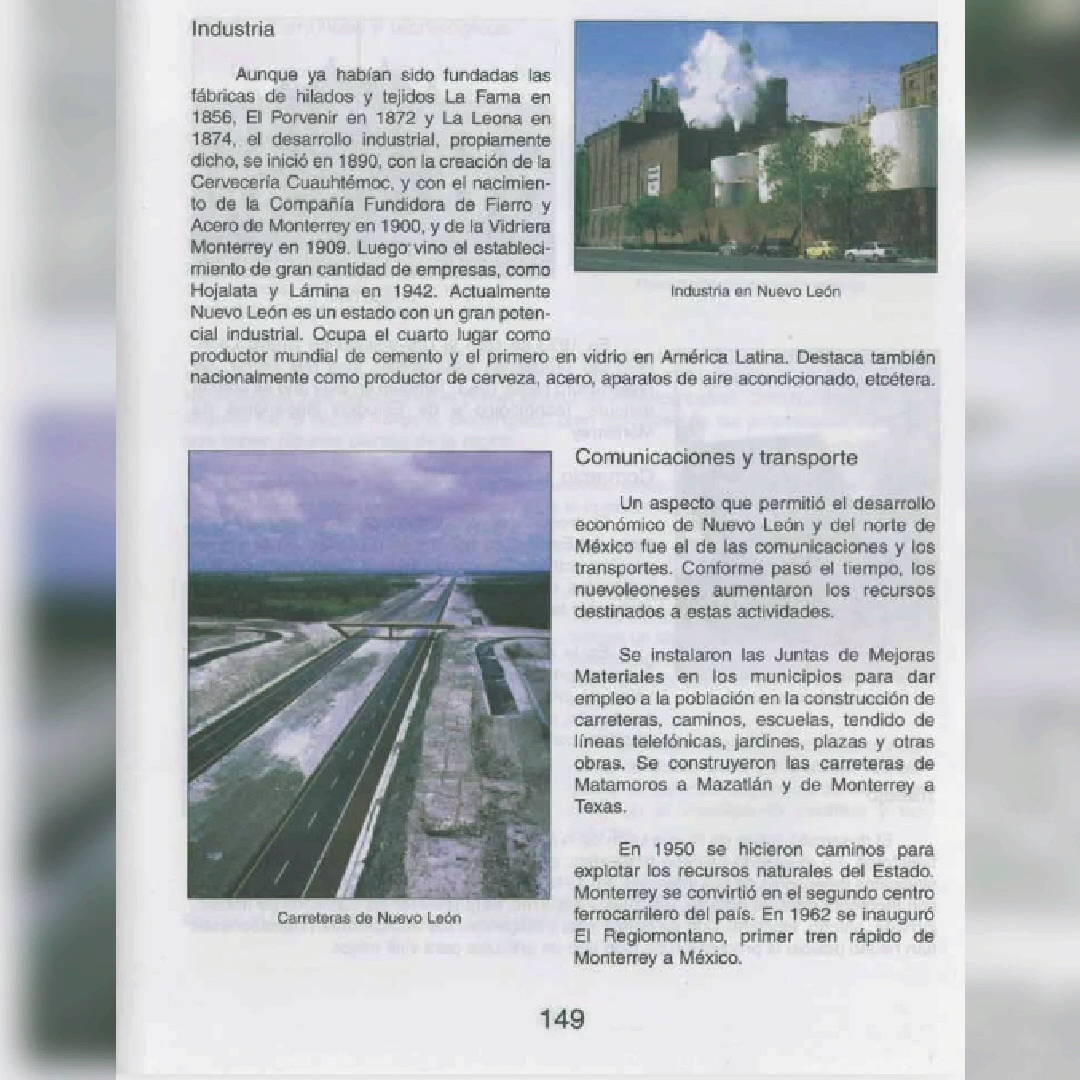 Industria
Aunque ya habían sido fundadas las
fábricas de hilados y tejidos La Fama en
1856, El Porvenir en 1872 y La Leona en
1874, el desarrollo industrial, propiamente
dicho, se inició en 1890, con la creación de la
Cervecería Cuauhtémoc, y con el nacimien-
to de la Compañía Fundidora de Fierro y
Acero de Monterrey en 1900, y de la Vidriera
Monterrey en 1909. Luego vino el estableci-
miento de gran cantidad de empresas, como
Hojalata y Lámina en 1942. Actualmente
Nuevo León es un estado con un gran poten-
cial industrial. Ocupa el cuarto lugar como
productor mundial de cemento y el primero en vidrio en América Latina. Destaca también
nacionalmente como productor de cerveza, acero, aparatos de aire acondicionado, etcétera.
Industria en Nuevo León
Carreteras de Nuevo León
Comunicaciones y transporte
Un aspecto que permitió el desarrollo
económico de Nuevo León y del norte de
México fue el de las comunicaciones y los
transportes. Conforme pasó el tiempo, los
nuevoleoneses aumentaron los recursos
destinados a estas actividades.
Se instalaron las Juntas de Mejoras
Materiales en los municipios para dar
empleo a la población en la construcción de
carreteras, caminos, escuelas, tendido de
líneas telefónicas, jardines, plazas y otras
obras. Se construyeron las carreteras de
Matamoros a Mazatlán y de Monterrey a
Texas.
En 1950 se hicieron caminos para
explotar los recursos naturales del Estado.
Monterrey se convirtió en el segundo centro
ferrocarrilero del país. En 1962 se inauguró
El Regiomontano, primer tren rápido de
Monterrey a México.
149